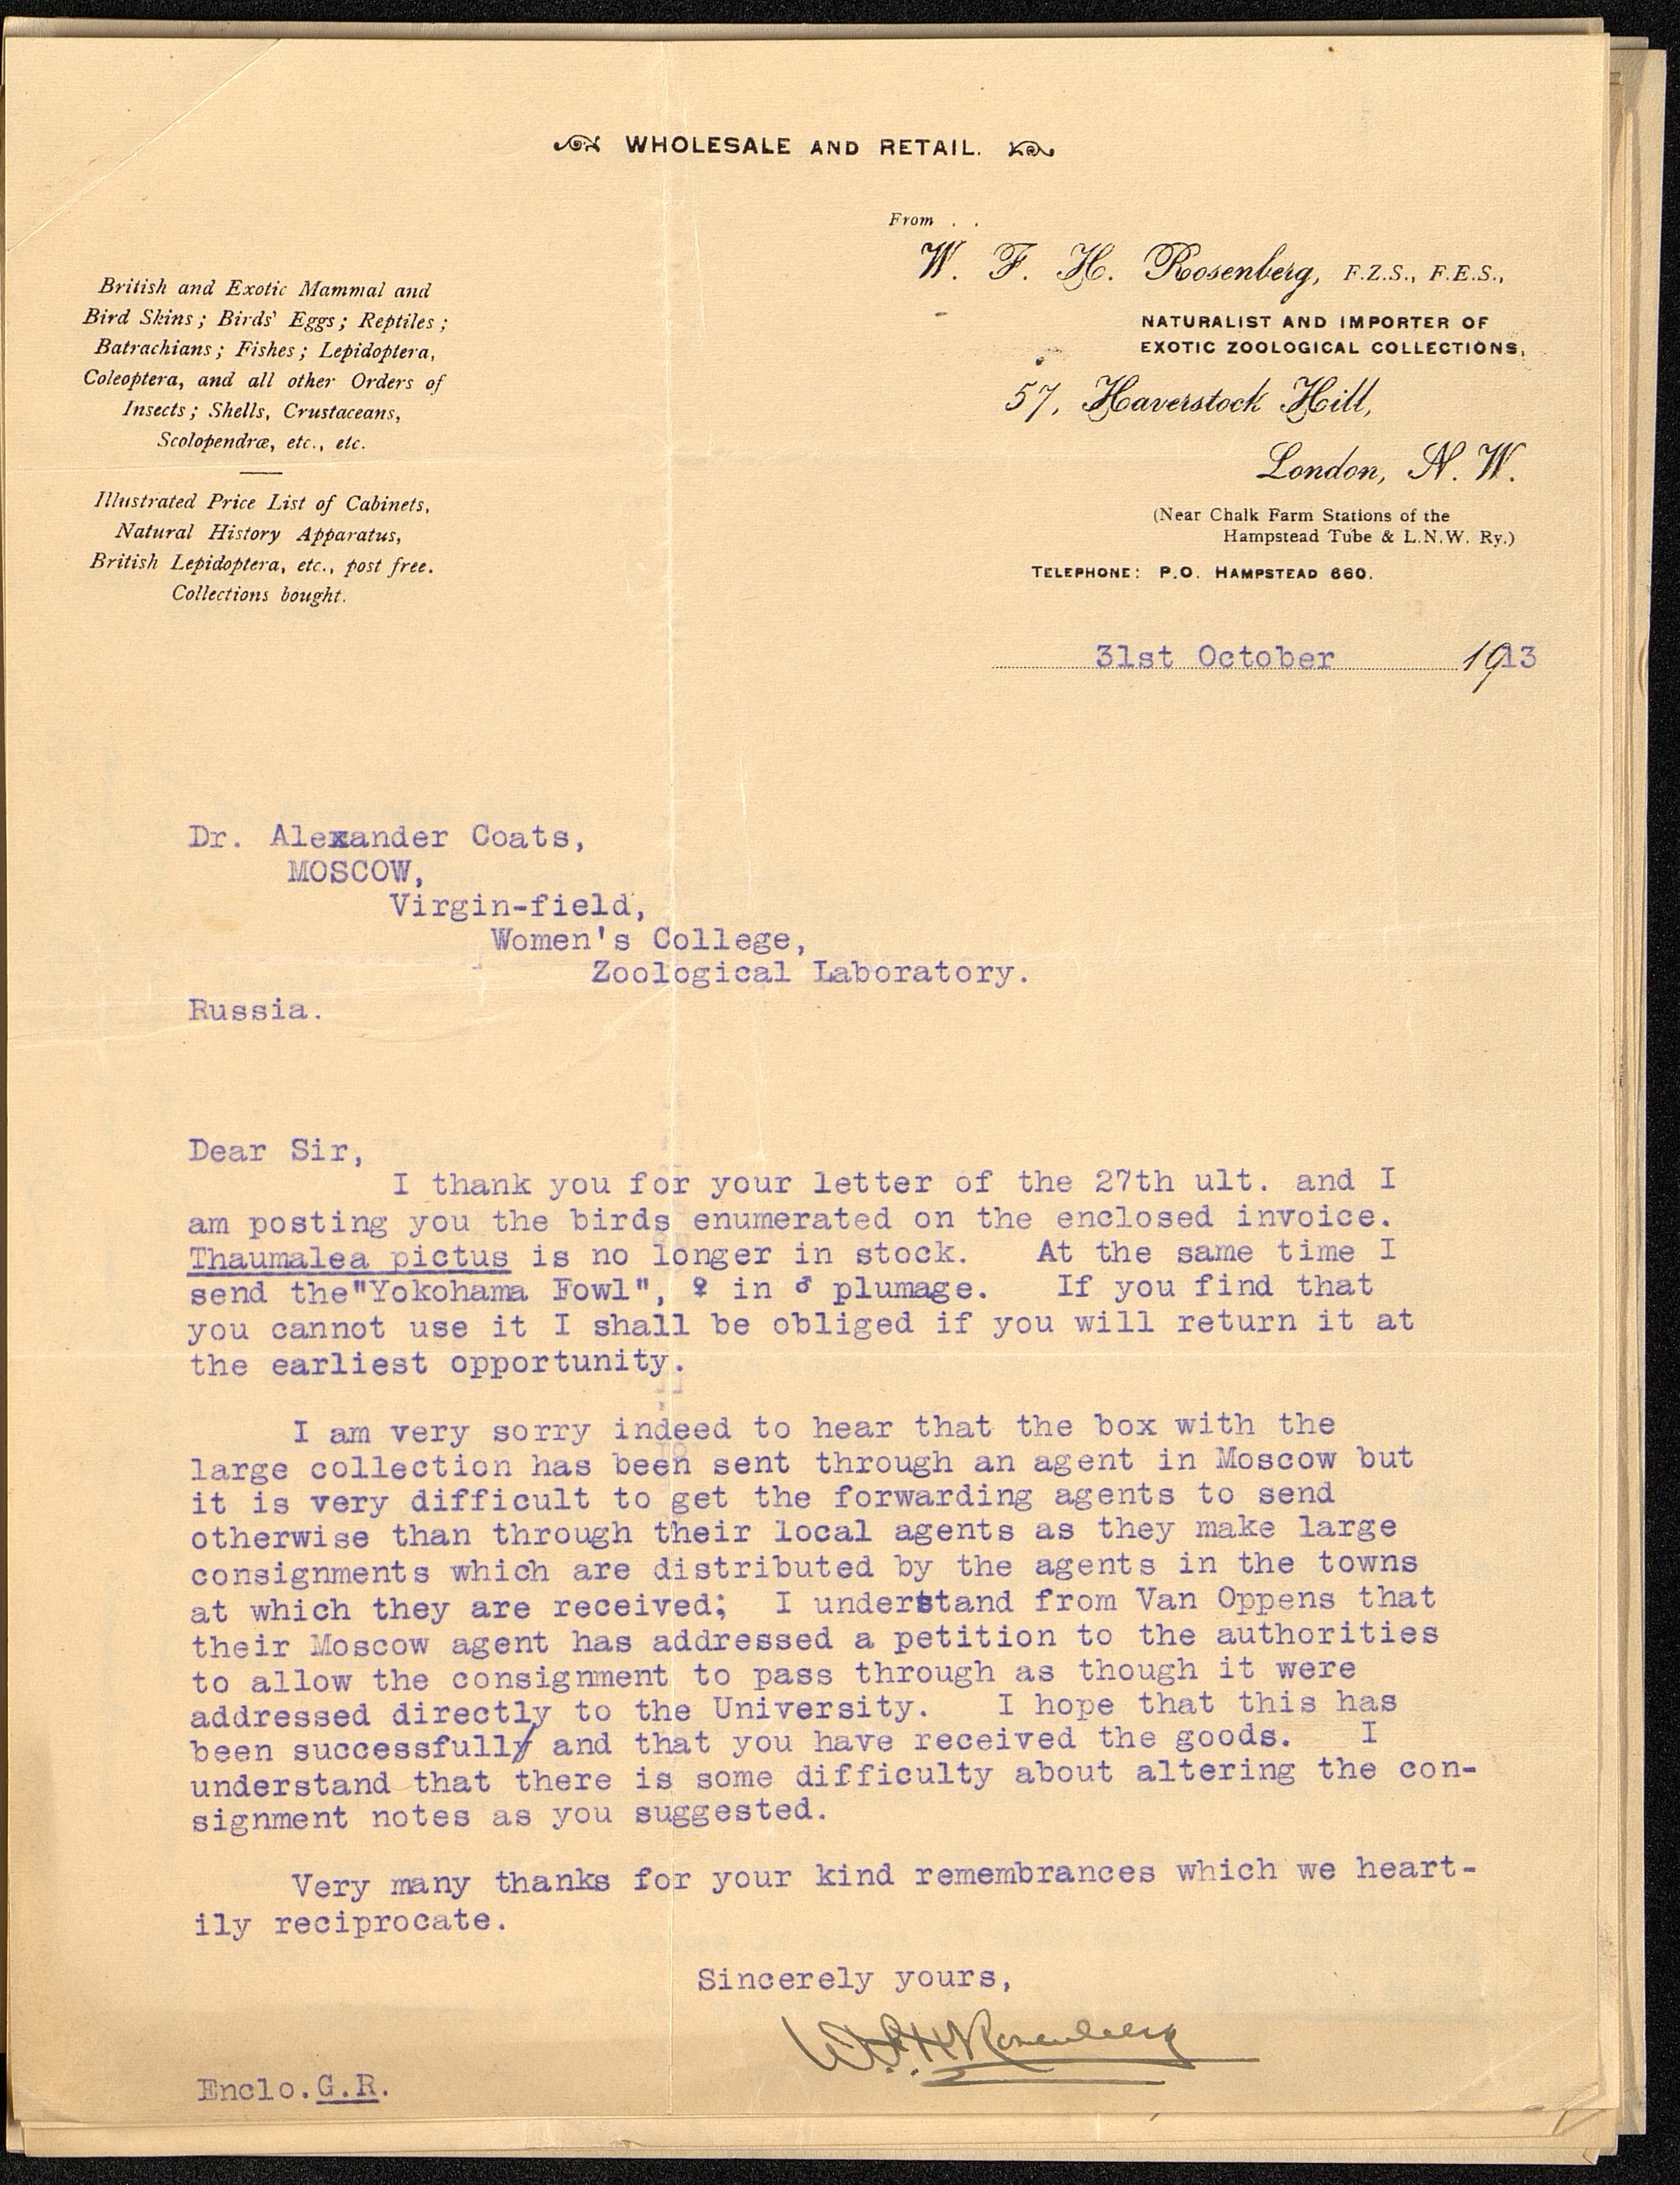 WHOLESALE AND RETAIL.
From . .
W. F. H. Rosenberg, F.Z.S., F.E.S.,
NATURALIST AND IMPORTER OF
EXOTIC ZOOLOGICAL COLLECTIONS,
57, Haverstock Hill,
London, N. W.
(Near Chalk Farm Stations of the
Hampstead Tube & L.N.W. Ry.)
TELEPHONE: P.O. HAMPSTEAD 660.
British and Exotic Mammal and
Bird Skins; Birds' Eggs; Reptiles;
Batrachians; Fishes; Lepidoptera,
Coleoptera, and all other Orders of
Insects; Shells, Crustaceans,
Scolopendræ, etc., etc.
Illustrated Price List of Cabinets,
Natural History Apparatus,
British Lepidoptera, etc., post free.
Collections bought.
31st October 1913
Dr. Alexander Coats,
MOSCOW,
Virgin-field,
Women's College,
Zoological Laboratory.
Russia.
Dear Sir,
I thank you for your letter of the 27th ult. and I
am posting you the birds enumerated on the enclosed invoice.
Thaumalea pictus is no longer in stock. At the same time I
send the"Yokohama Fowl", ♀ in ♂ plumage. If you find that
you cannot use it I shall be obliged if you will return it at
the earliest opportunity.
I am very sorry indeed to hear that the box with the
large collection has been sent through an agent in Moscow but
it is very difficult to get the forwarding agents to send
otherwise than through their local agents as they make large
consignments which are distributed by the agents in the towns
at which they are received; I understand from Van Oppens that
their Moscow agent has addressed a petition to the authorities
to allow the consignment to pass through as though it were
addressed directly to the University. I hope that this has
been successfully and that you have received the goods. I
understand that there is some difficulty about altering the con-
signment notes as you suggested.
Very many thanks for your kind remembrances which we heart-
ily reciprocate.
Sincerely yours,
W.F.H. Rosenberg
Enclo.G.R.